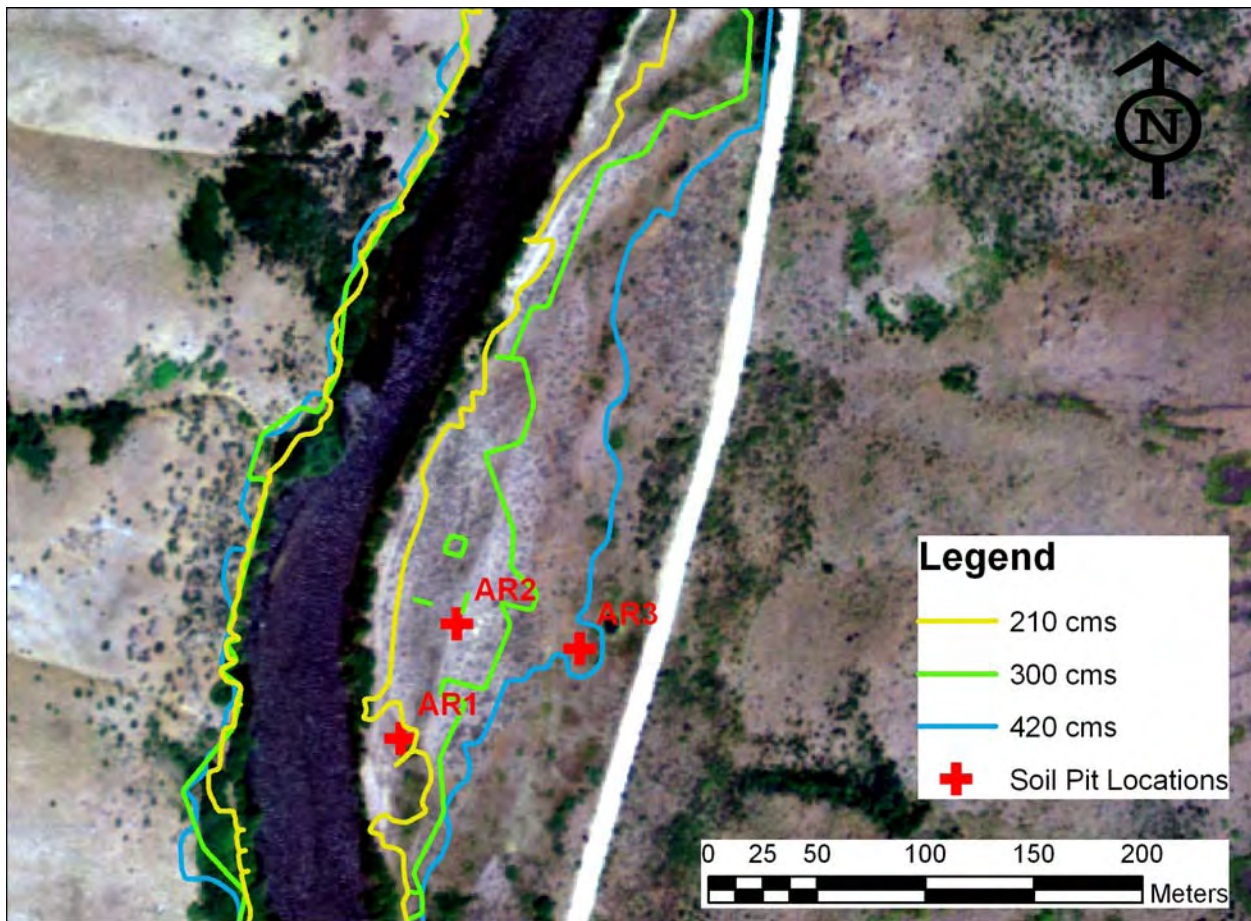 N
AR2
AR3
AR1
Legend
210 cms
300 cms
420 cms
Soil Pit Locations
0 25 50 100 150 200
Meters